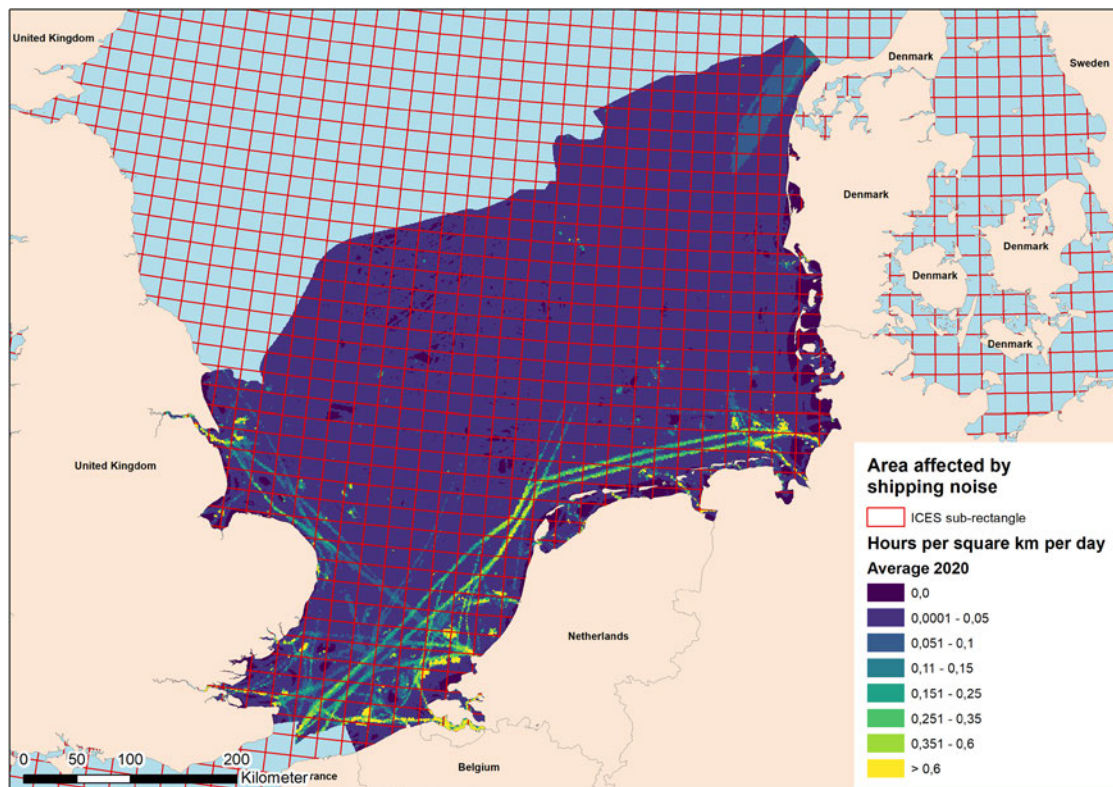 United Kingdom
Denmark
Sweden
Denmark
Denmark
Denmark
Denmark
United Kingdom
Netherlands
Belgium
rance
0 50 100 200
Kilometer
Area affected by
shipping noise
ICES sub-rectangle
Hours per square km per day
Average 2020
0,0
0,0001 - 0,05
0,051 - 0,1
0,11 - 0,15
0,151 - 0,25
0,251 - 0,35
0,351 - 0,6
> 0,6